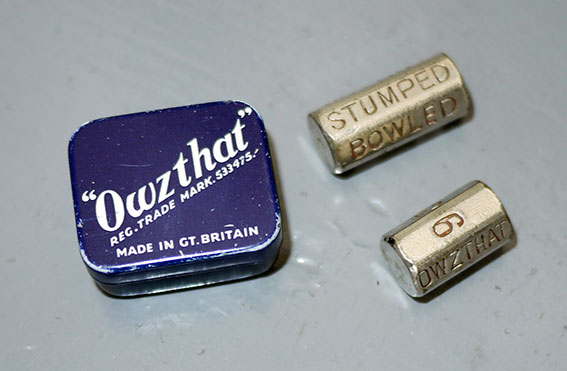 "Owzthat"
REG. TRADE MARK. 533475.
MADE IN GT. BRITAIN
STUMPED
BOWLED
6
OWZTHAT